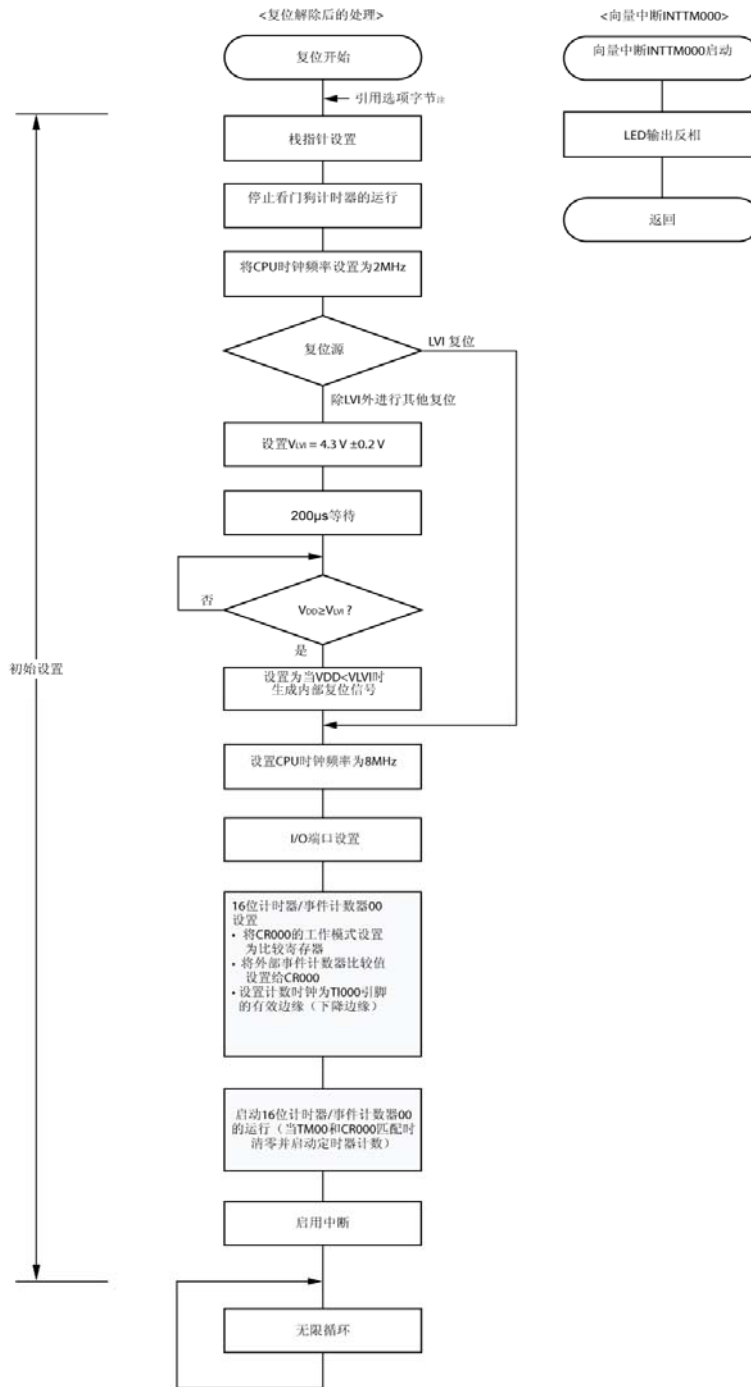 <复位解除后的处理>
复位开始
引用选项字节注
栈指针设置
停止看门狗计时器的运行
将CPU时钟频率设置为2MHz
复位源
LVI 复位
除LVI外进行其他复位
设置VLVI = 4.3 V ±0.2 V
200μs等待
否
VDD≥VLVI ?
是
设置为当VDD<VLVI时
生成内部复位信号
初始设置
设置CPU时钟频率为8MHz
I/O端口设置
16位计时器/事件计数器00
设置
• 将CR000的工作模式设置
为比较寄存器
• 将外部事件计数器比较值
设置给CR000
• 设置计数时钟为TI000引脚
的有效边缘（下降边缘）
启动16位计时器/事件计数器00
的运行（当TM00和CR000匹配时
清零并启动定时器计数）
启用中断
无限循环
<向量中断INTTM000>
向量中断INTTM000启动
LED输出反相
返回